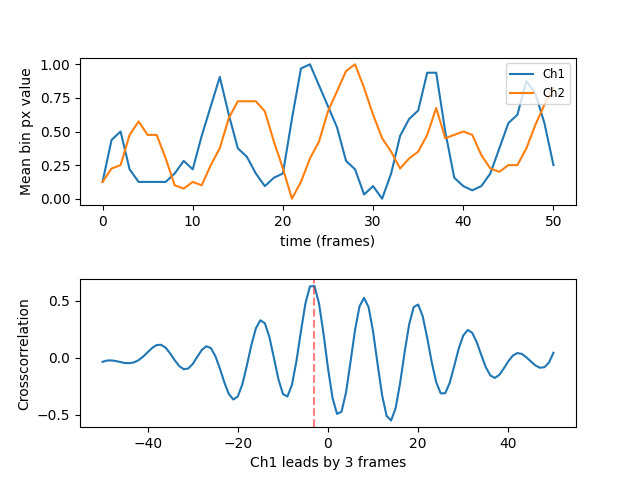 Mean bin px value
1.00
0.75
0.50
0.25
0.00
Ch1
Ch2
0 10 20 30 40 50
time (frames)
Crosscorrelation
0.5
0.0
−0.5
−40 −20 0 20 40
Ch1 leads by 3 frames